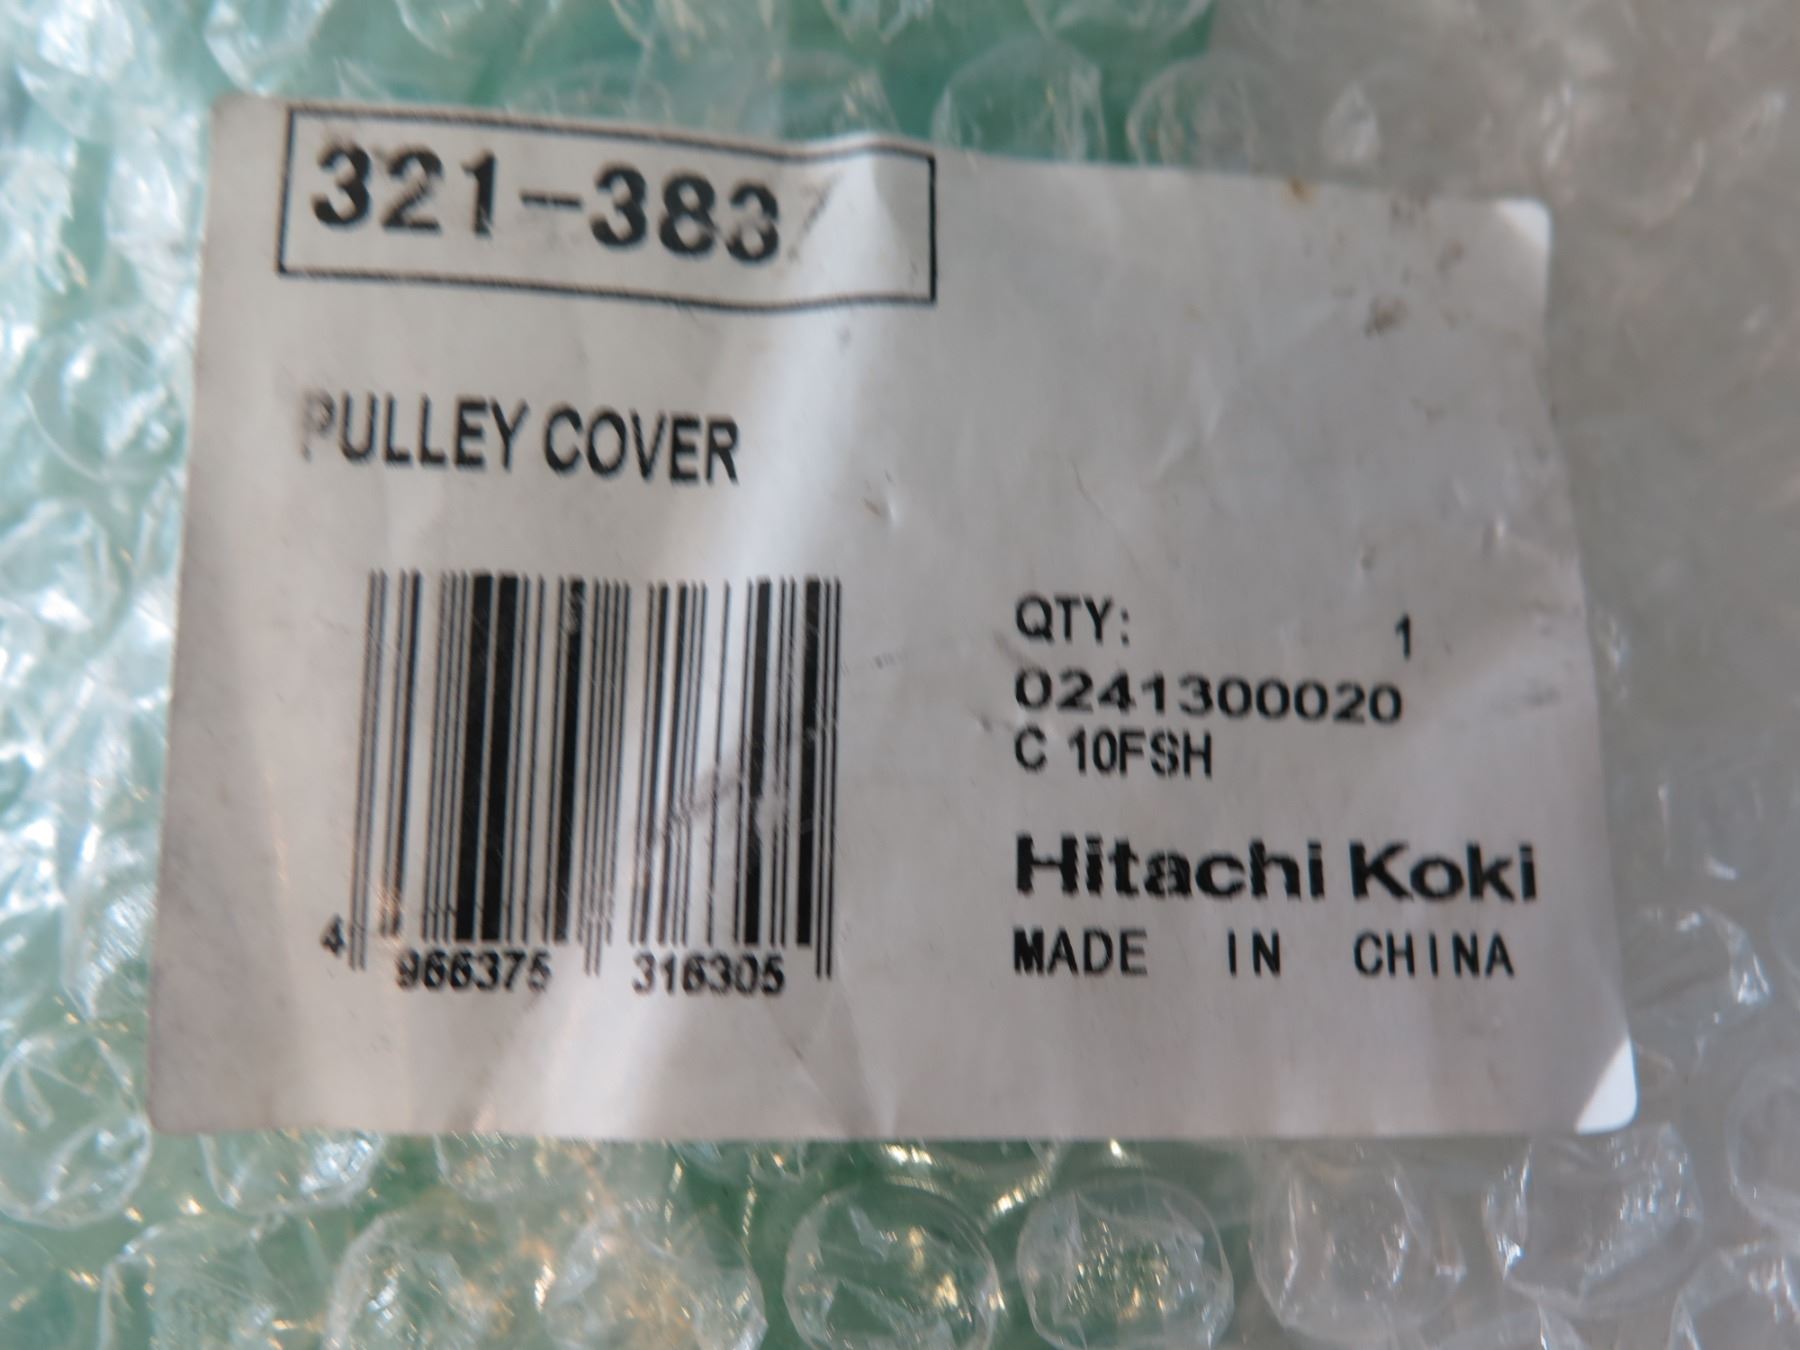 321-383
PULLEY COVER
QTY: 1
0241300020
C 10FSH
Hitachi Koki
MADE IN CHINA
4 966375 316305